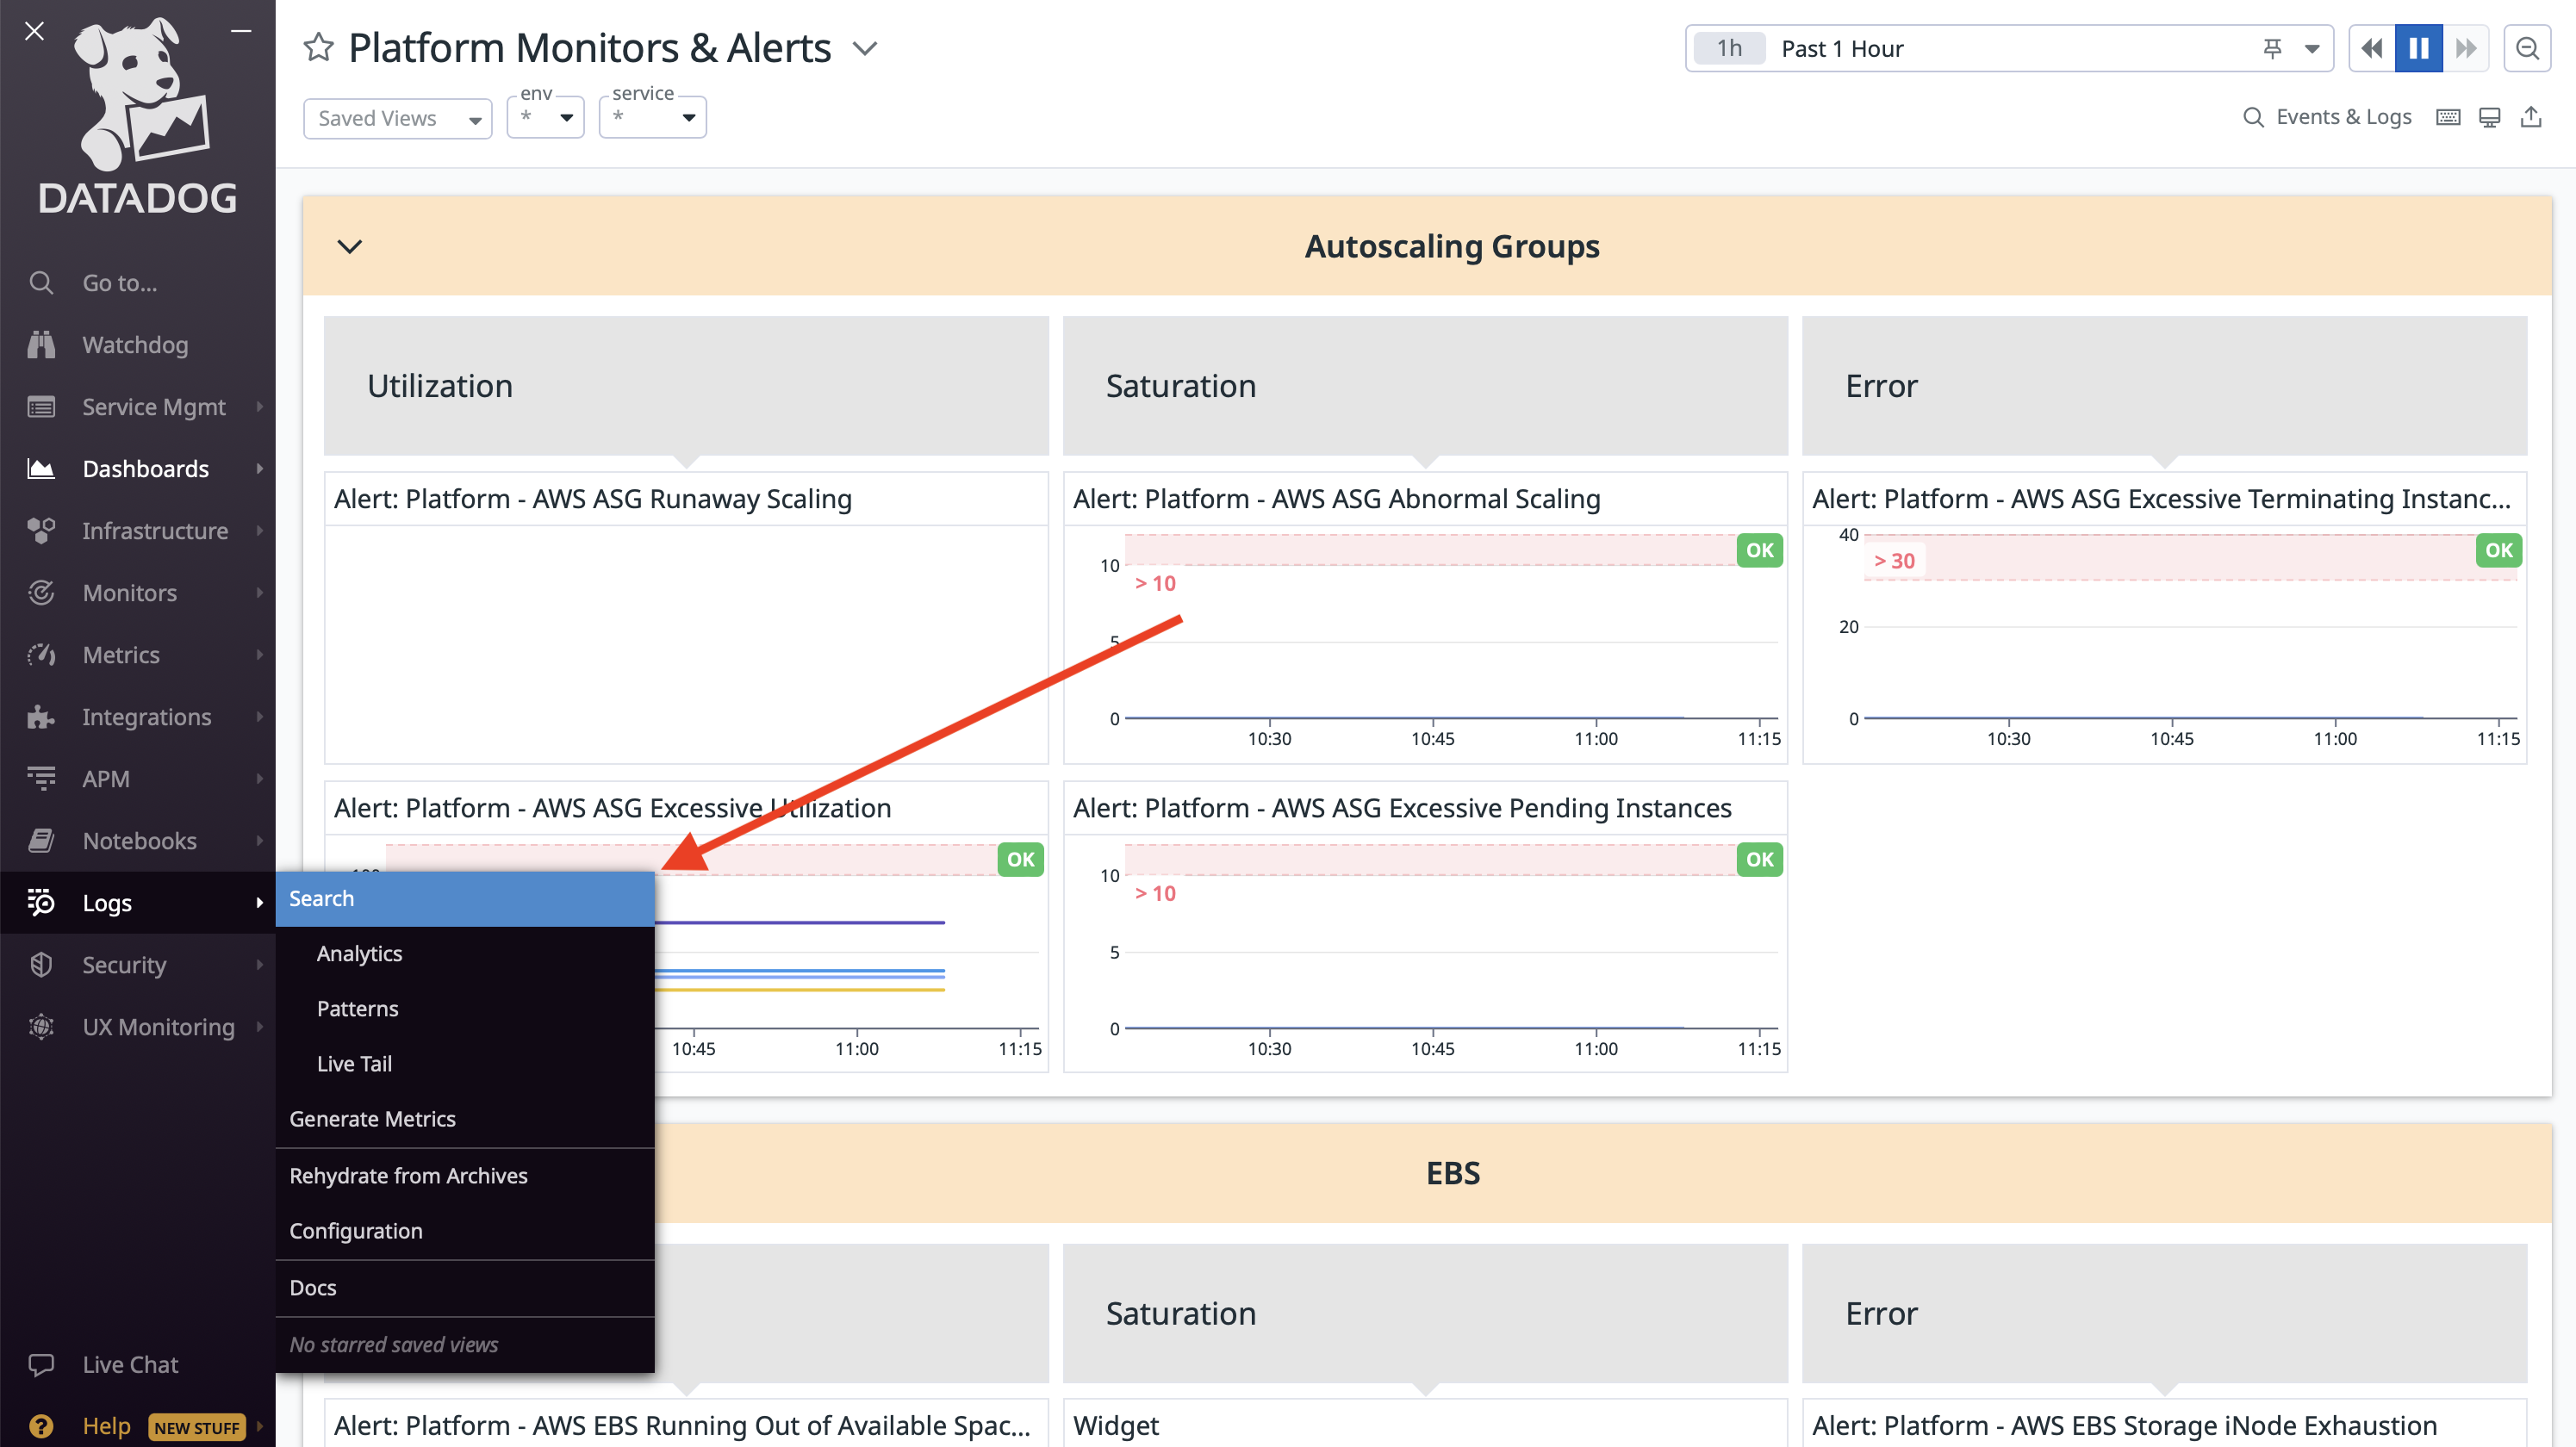 DATADOG
Go to...
Watchdog
Service Mgmt
Dashboards
Infrastructure
Monitors
Metrics
Integrations
APM
Notebooks
Logs
Security
UX Monitoring
Live Chat
Help NEW STUFF
Search
Analytics
Patterns
Live Tail
Generate Metrics
Rehydrate from Archives
Configuration
Docs
No starred saved views
Platform Monitors & Alerts
1h Past 1 Hour
Saved Views
env
*
service
*
Events & Logs
Autoscaling Groups
Utilization
Saturation
Error
Alert: Platform - AWS ASG Runaway Scaling
Alert: Platform - AWS ASG Abnormal Scaling
OK
10
> 10
5
0
10:30 10:45 11:00 11:15
Alert: Platform - AWS ASG Excessive Terminating Instanc...
40
OK
> 30
20
0
10:30 10:45 11:00 11:15
Alert: Platform - AWS ASG Excessive Utilization
OK
10:45 11:00 11:15
Alert: Platform - AWS ASG Excessive Pending Instances
OK
10
> 10
5
0
10:30 10:45 11:00 11:15
EBS
Saturation
Error
Alert: Platform - AWS EBS Running Out of Available Spac...
Widget
Alert: Platform - AWS EBS Storage iNode Exhaustion